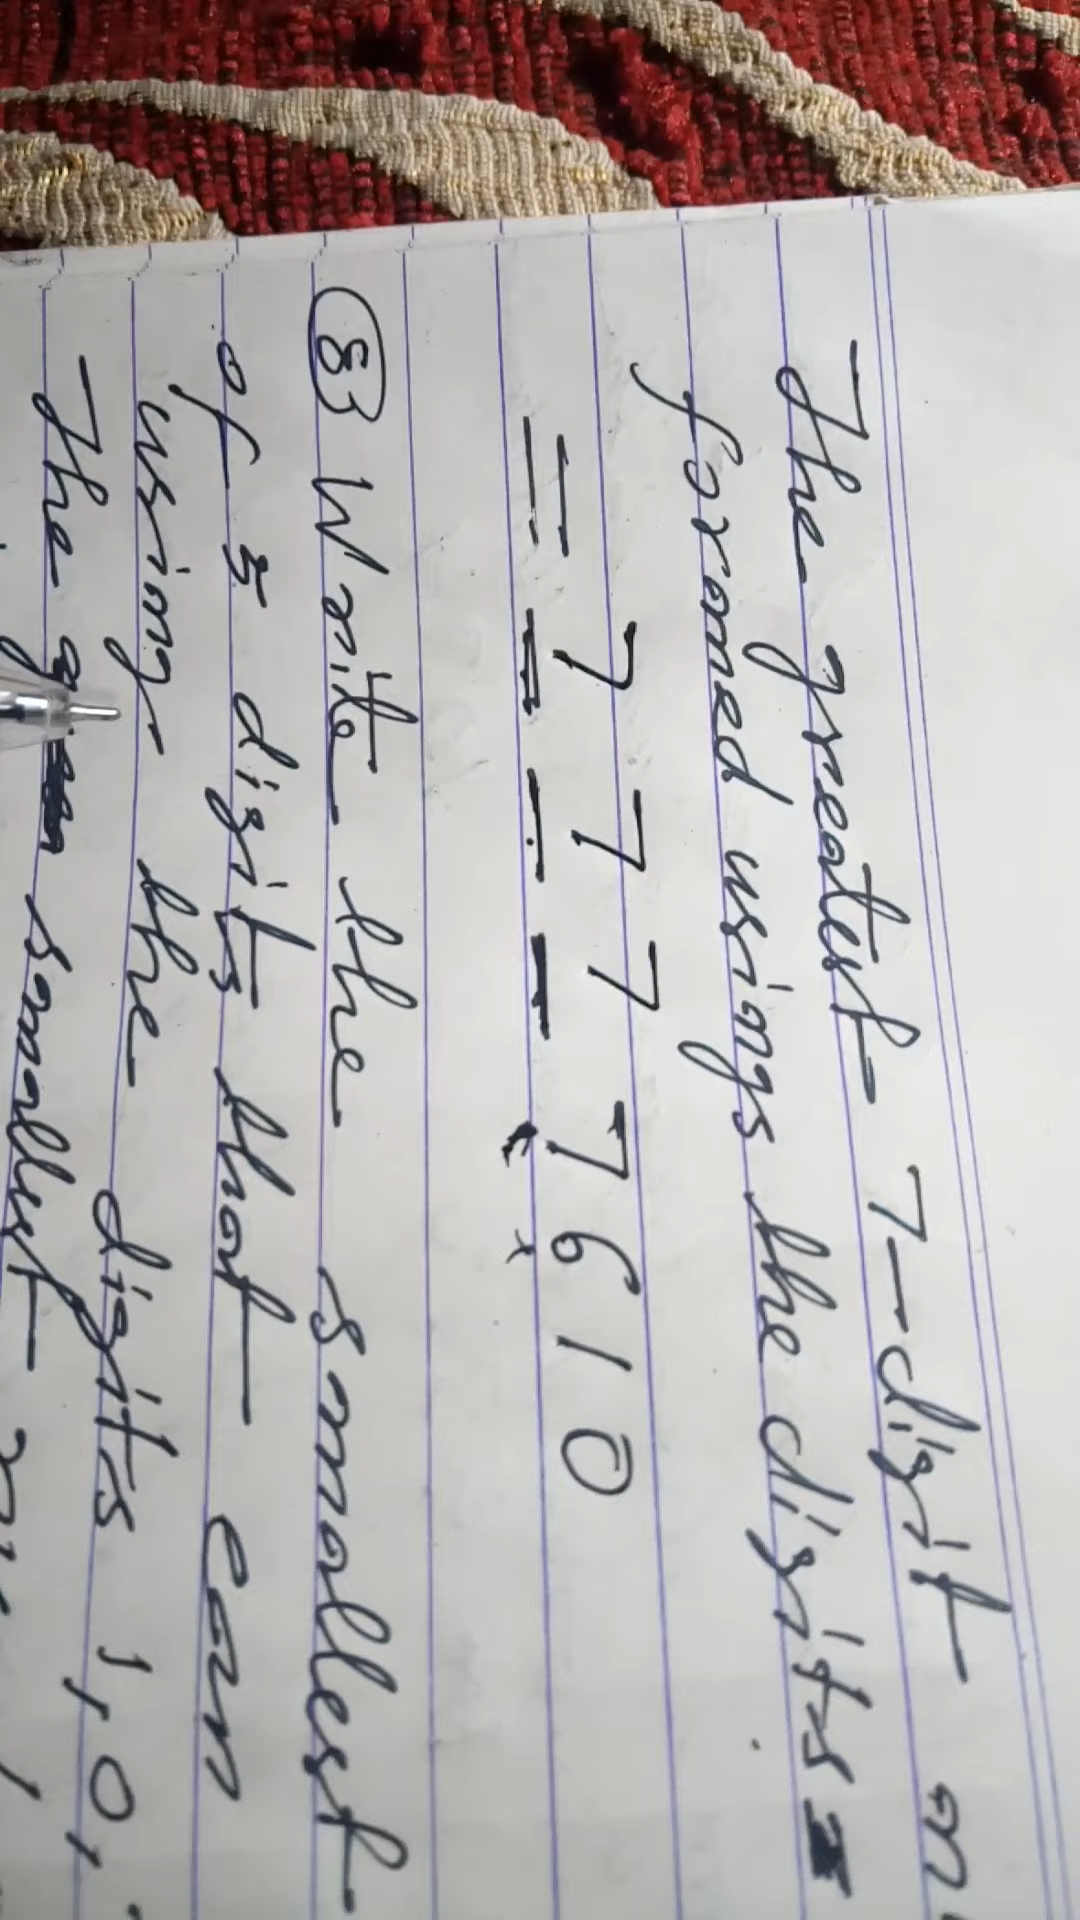 The greatest 7-digit
formed using the digits
= 7 7 7 7 6 1 0
8 Write the smallest
of 5 digits that can
using the digits 1, 0,
The smallest